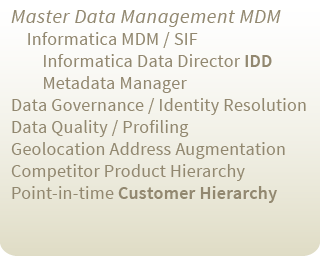 Master Data Management MDM
Informatica MDM / SIF
Informatica Data Director IDD
Metadata Manager
Data Governance / Identity Resolution
Data Quality / Profiling
Geolocation Address Augmentation
Competitor Product Hierarchy
Point-in-time Customer Hierarchy